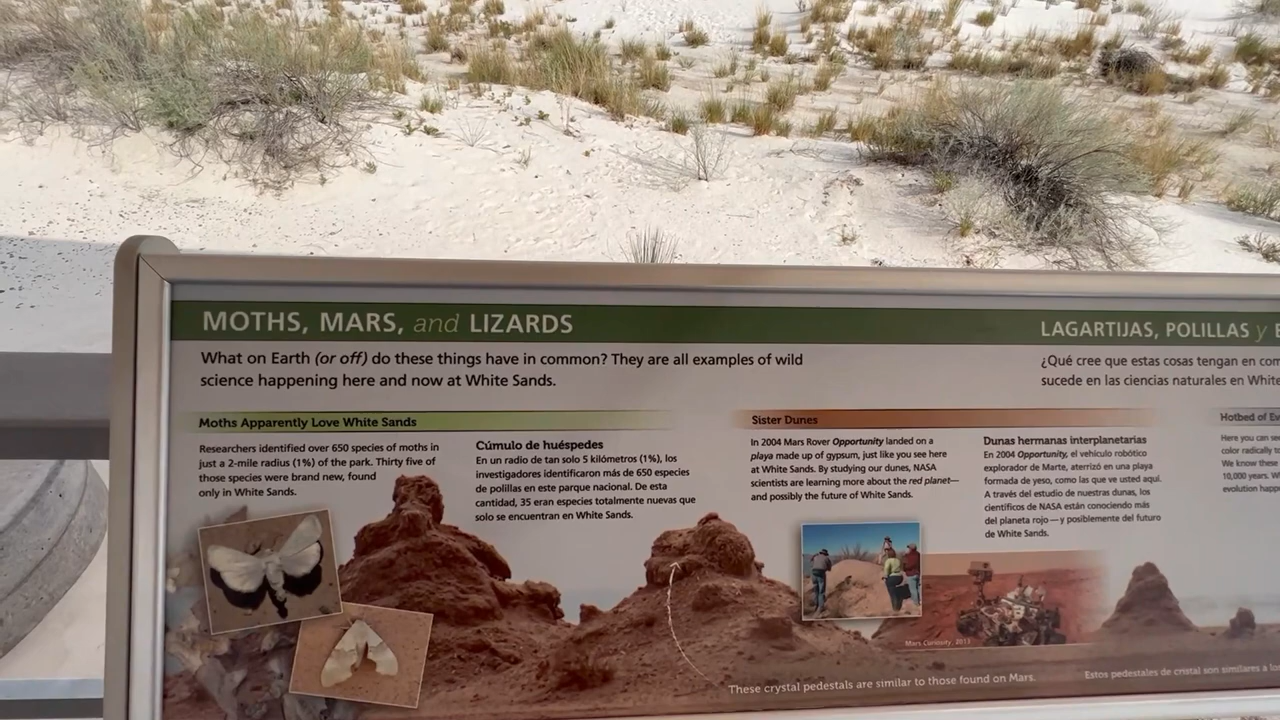 MOTHS, MARS, and LIZARDS
What on Earth (or off) do these things have in common? They are all examples of wild
science happening here and now at White Sands.
Moths Apparently Love White Sands
Researchers identified over 650 species of moths in
just a 2-mile radius (1%) of the park. Thirty five of
those species were brand new, found
only in White Sands.
Cúmulo de huéspedes
En un radio de tan solo 5 kilómetros (1%), los
investigadores identificaron más de 650 especies
de polillas en este parque nacional. De esta
cantidad, 35 eran especies totalmente nuevas que
solo se encuentran en White Sands.
Sister Dunes
In 2004 Mars Rover Opportunity landed on a
playa made up of gypsum, just like you see here
at White Sands. By studying our dunes, NASA
scientists are learning more about the red planet—
and possibly the future of White Sands.
Dunas hermanas interplanetarias
En 2004 Opportunity, el vehículo robótico
explorador de Marte, aterrizó en una playa
formada de yeso, como las que ve usted aquí.
A través del estudio de nuestras dunas, los
científicos de NASA están conociendo más
del planeta rojo—y posiblemente del futuro
de White Sands.
Mars Curiosity, 2013
These crystal pedestals are similar to those found on Mars.
Estos pedestales de cristal son similares a
LAGARTIJAS, POLILLAS y
¿Qué cree que estas cosas tengan en
sucede en las ciencias naturales en White
Hotbed of
Here you can
color radically
We know these
10,000 years.
evolution